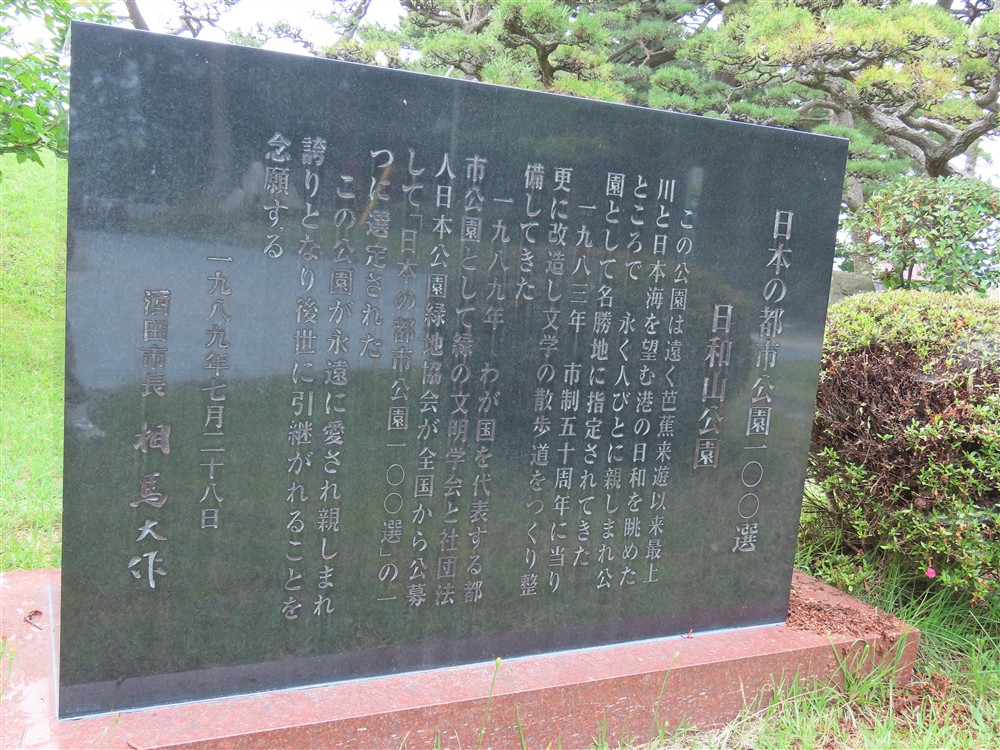 日本の都市公園一〇〇選
日和山公園
この公園は遠く芭蕉来遊以来最上
川と日本海を望む港の日和を眺めた
ところで 永く人びとに親しまれ公
園として名勝地に指定されてきた
一九八三年 市制五十周年に当り
更に改造し文学の散歩道をつくり整
備してきた
一九八九年 わが国を代表する都
市公園として緑の文明学会と社団法
人日本公園緑地協会が全国から公募
して「日本の都市公園一〇〇選」の一
つに選定された
この公園が永遠に愛され親しまれ
誇りとなり後世に引継がれることを
念願する
一九八九年七月二十八日
酒田市長 相馬大作